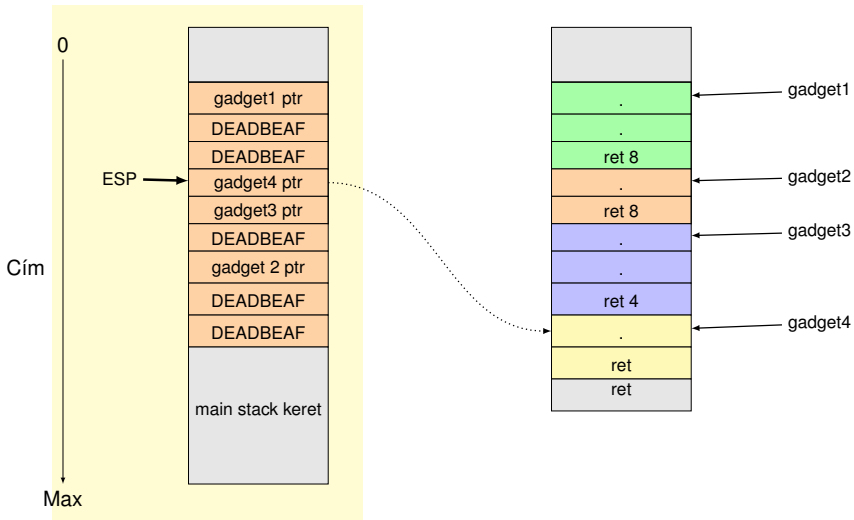 0
Cím
Max
ESP
gadget1 ptr
DEADBEAF
DEADBEAF
gadget4 ptr
gadget3 ptr
DEADBEAF
gadget 2 ptr
DEADBEAF
DEADBEAF
main stack keret
.
.
ret 8
.
ret 8
.
.
ret 4
.
ret
ret
gadget1
gadget2
gadget3
gadget4